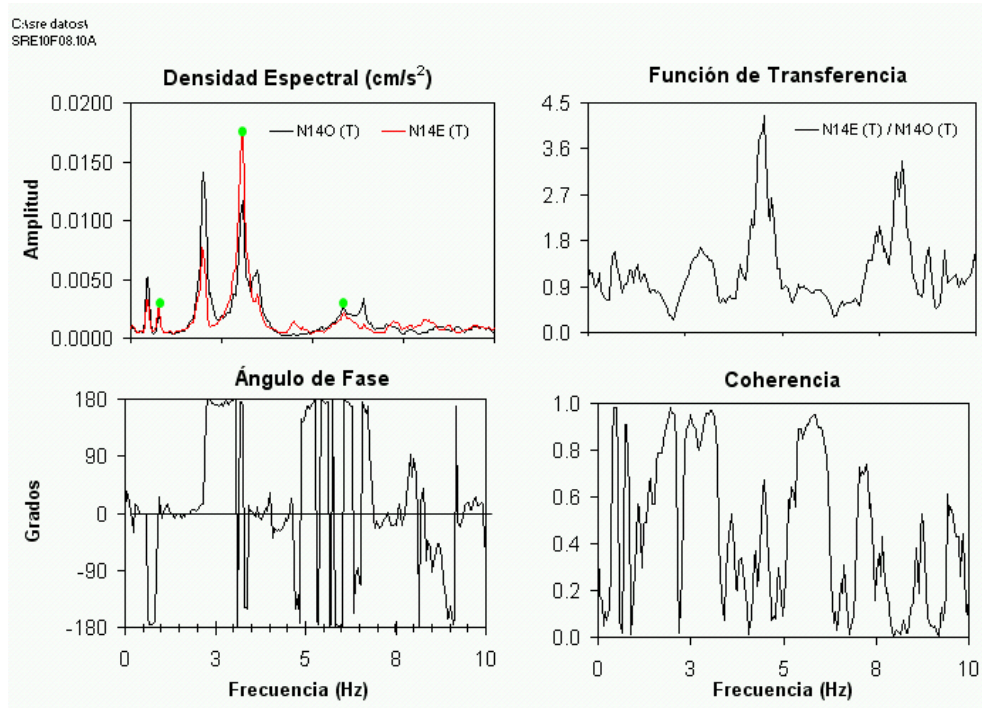 C:\sre datos\
SRE10F08.10A
Densidad Espectral (cm/s²)
Amplitud
0.0200
0.0150
0.0100
0.0050
0.0000
N14O (T)
N14E (T)
Función de Transferencia
4.5
3.6
2.7
1.8
0.9
0.0
N14E (T) / N14O (T)
Ángulo de Fase
Grados
180
90
0
-90
-180
0 3 5 8 10
Frecuencia (Hz)
Coherencia
1.0
0.8
0.6
0.4
0.2
0.0
0 3 5 8 10
Frecuencia (Hz)